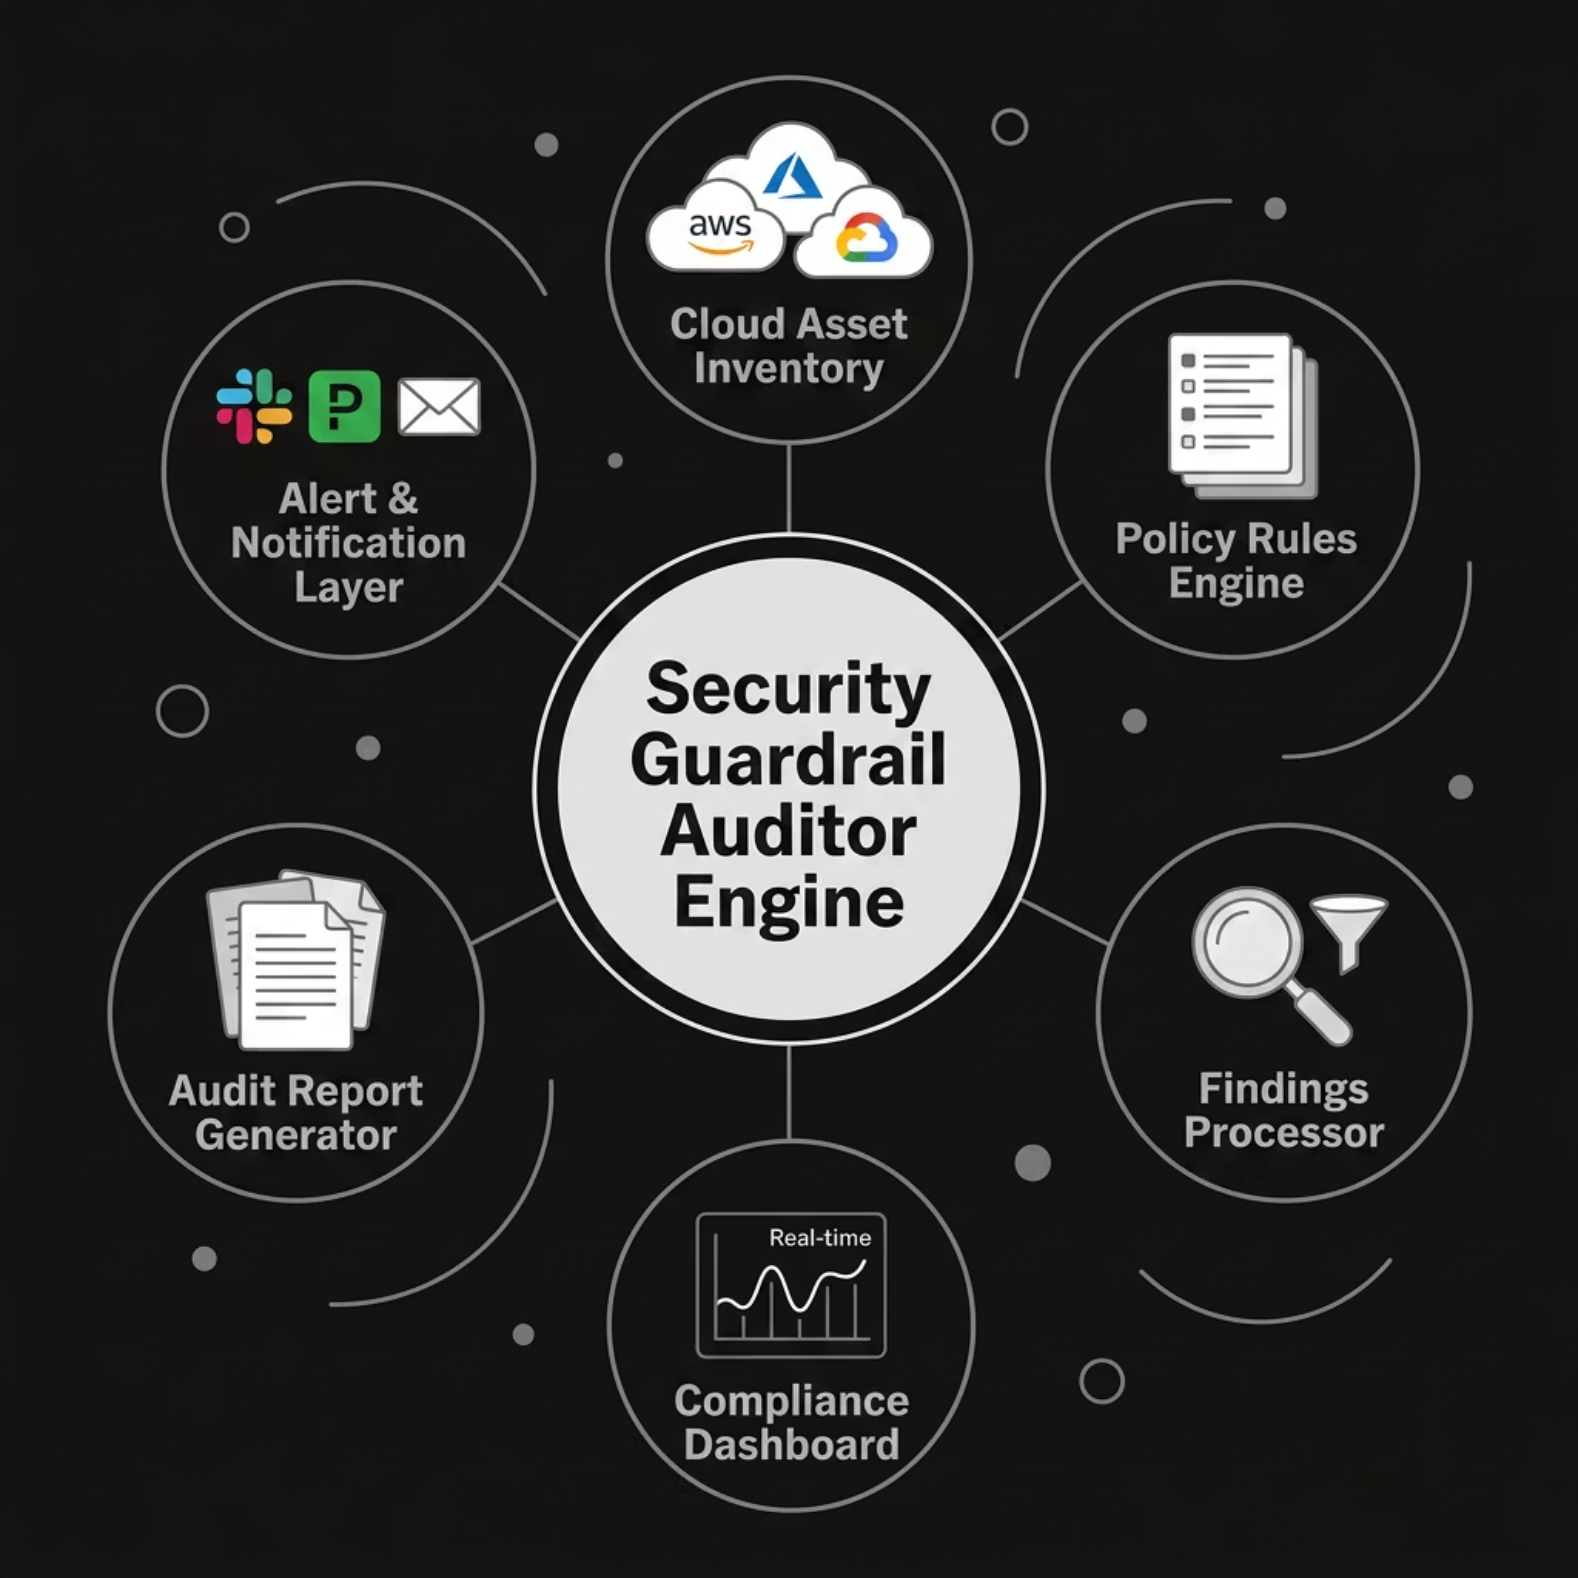 aws
Cloud Asset
Inventory
P
Alert &
Notification
Layer
Policy Rules
Engine
Security
Guardrail
Auditor
Engine
Audit Report
Generator
Findings
Processor
Real-time
Compliance
Dashboard